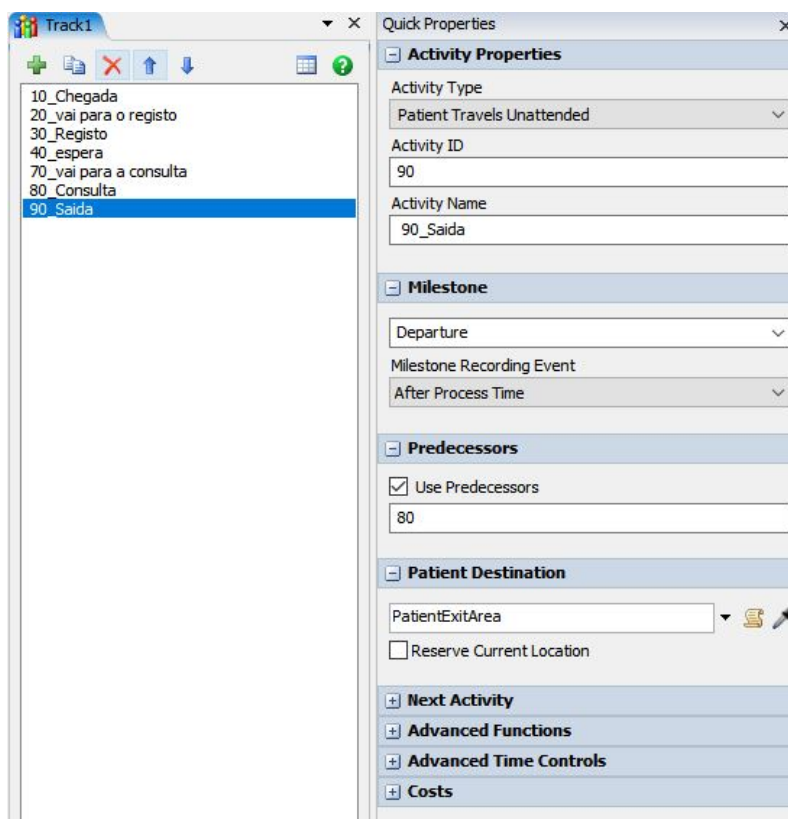 Track1
10_Chegada
20_vai para o registo
30_Registo
40_espera
70_vai para a consulta
80_Consulta
90_Saida
Quick Properties
Activity Properties
Activity Type
Patient Travels Unattended
Activity ID
90
Activity Name
90_Saida
Milestone
Departure
Milestone Recording Event
After Process Time
Predecessors
Use Predecessors
80
Patient Destination
PatientExitArea
Reserve Current Location
Next Activity
Advanced Functions
Advanced Time Controls
Costs